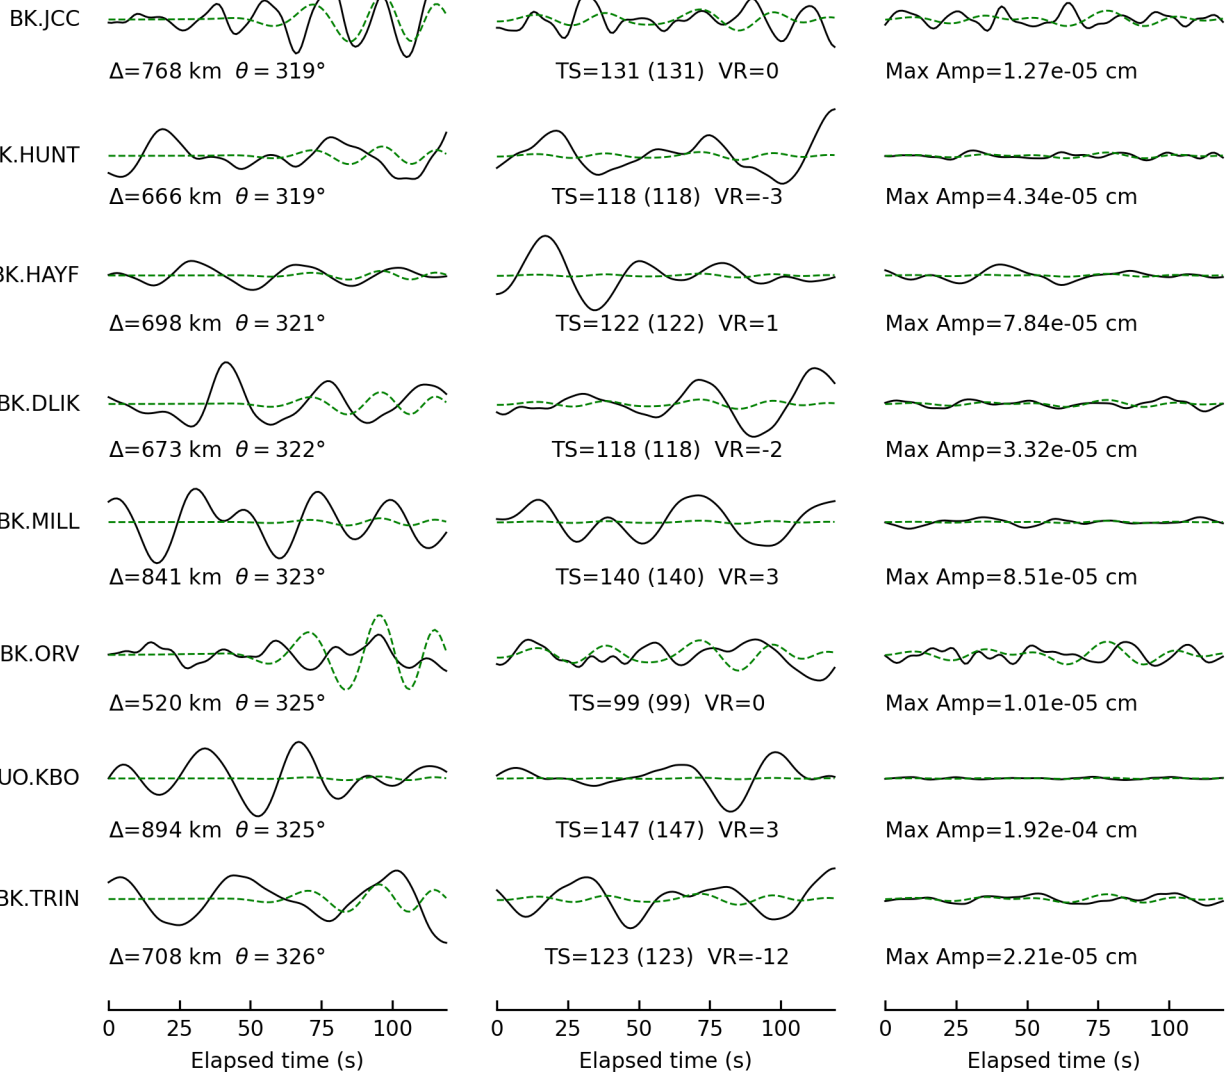 BK.JCC
Δ=768 km θ = 319° TS=131 (131) VR=0 Max Amp=1.27e-05 cm
K.HUNT
Δ=666 km θ = 319° TS=118 (118) VR=-3 Max Amp=4.34e-05 cm
BK.HAYF
Δ=698 km θ = 321° TS=122 (122) VR=1 Max Amp=7.84e-05 cm
BK.DLIK
Δ=673 km θ = 322° TS=118 (118) VR=-2 Max Amp=3.32e-05 cm
BK.MILL
Δ=841 km θ = 323° TS=140 (140) VR=3 Max Amp=8.51e-05 cm
BK.ORV
Δ=520 km θ = 325° TS=99 (99) VR=0 Max Amp=1.01e-05 cm
UO.KBO
Δ=894 km θ = 325° TS=147 (147) VR=3 Max Amp=1.92e-04 cm
BK.TRIN
Δ=708 km θ = 326° TS=123 (123) VR=-12 Max Amp=2.21e-05 cm
0 25 50 75 100 0 25 50 75 100 0 25 50 75 100
Elapsed time (s) Elapsed time (s) Elapsed time (s)